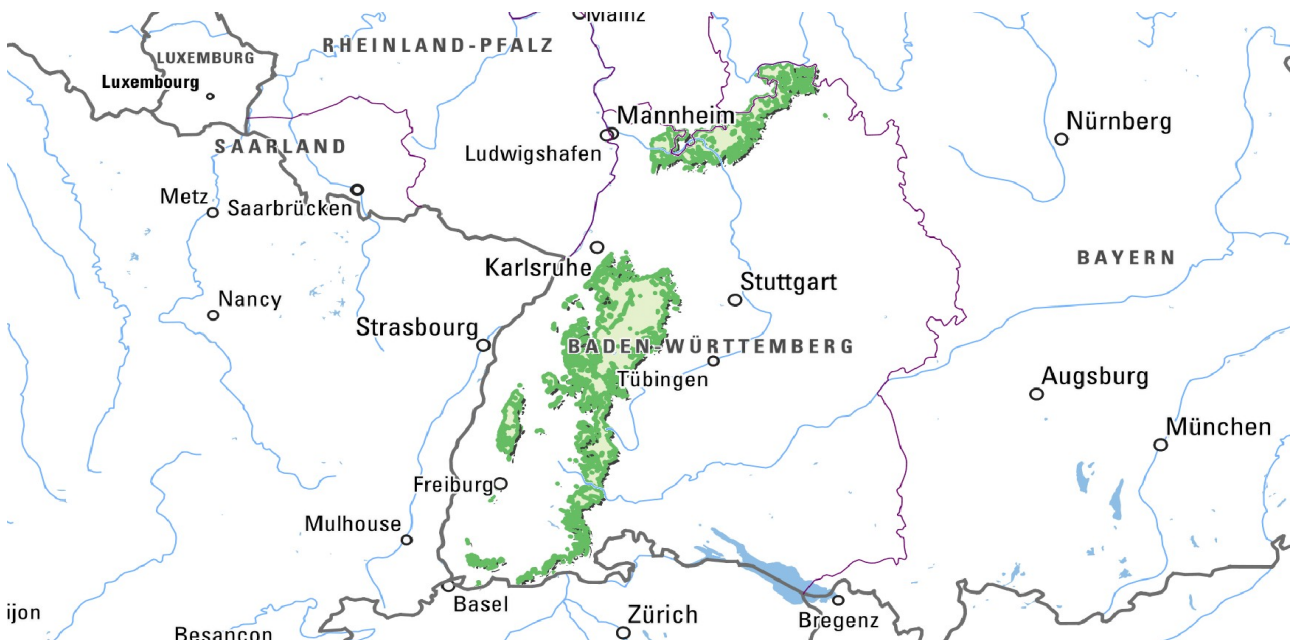 Mainz
RHEINLAND-PFALZ
LUXEMBURG
Luxembourg
Mannheim
Nürnberg
SAARLAND
Ludwigshafen
Metz
Saarbrücken
BAYERN
Karlsruhe
Stuttgart
Nancy
Strasbourg
BADEN-WÜRTTEMBERG
Tübingen
Augsburg
München
Freiburg
Mulhouse
Basel
ijon
Zürich
Bregenz
Besançon